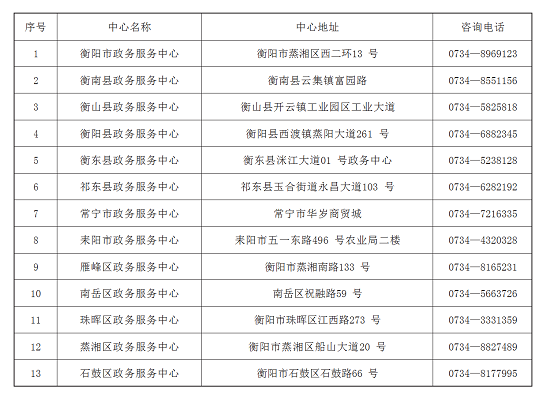 序号 中心名称 中心地址 咨询电话
1 衡阳市政务服务中心 衡阳市蒸湘区西二环13 号 0734—8969123
2 衡南县政务服务中心 衡南县云集镇富园路 0734—8551156
3 衡山县政务服务中心 衡山县开云镇工业园区工业大道 0734—5825818
4 衡阳县政务服务中心 衡阳县西渡镇蒸阳大道261 号 0734—6882345
5 衡东县政务服务中心 衡东县洣江大道01 号政务中心 0734—5238128
6 祁东县政务服务中心 祁东县玉合街道永昌大道103 号 0734—6282192
7 常宁市政务服务中心 常宁市华岁商贸城 0734—7216335
8 耒阳市政务服务中心 耒阳市五一东路496 号农业局二楼 0734—4320328
9 雁峰区政务服务中心 衡阳市蒸湘南路133 号 0734—8165231
10 南岳区政务服务中心 南岳区祝融路59 号 0734—5663726
11 珠晖区政务服务中心 衡阳市珠晖区江西路273 号 0734—3331359
12 蒸湘区政务服务中心 衡阳市蒸湘区船山大道20 号 0734—8827489
13 石鼓区政务服务中心 衡阳市石鼓区石鼓路66 号 0734—8177995